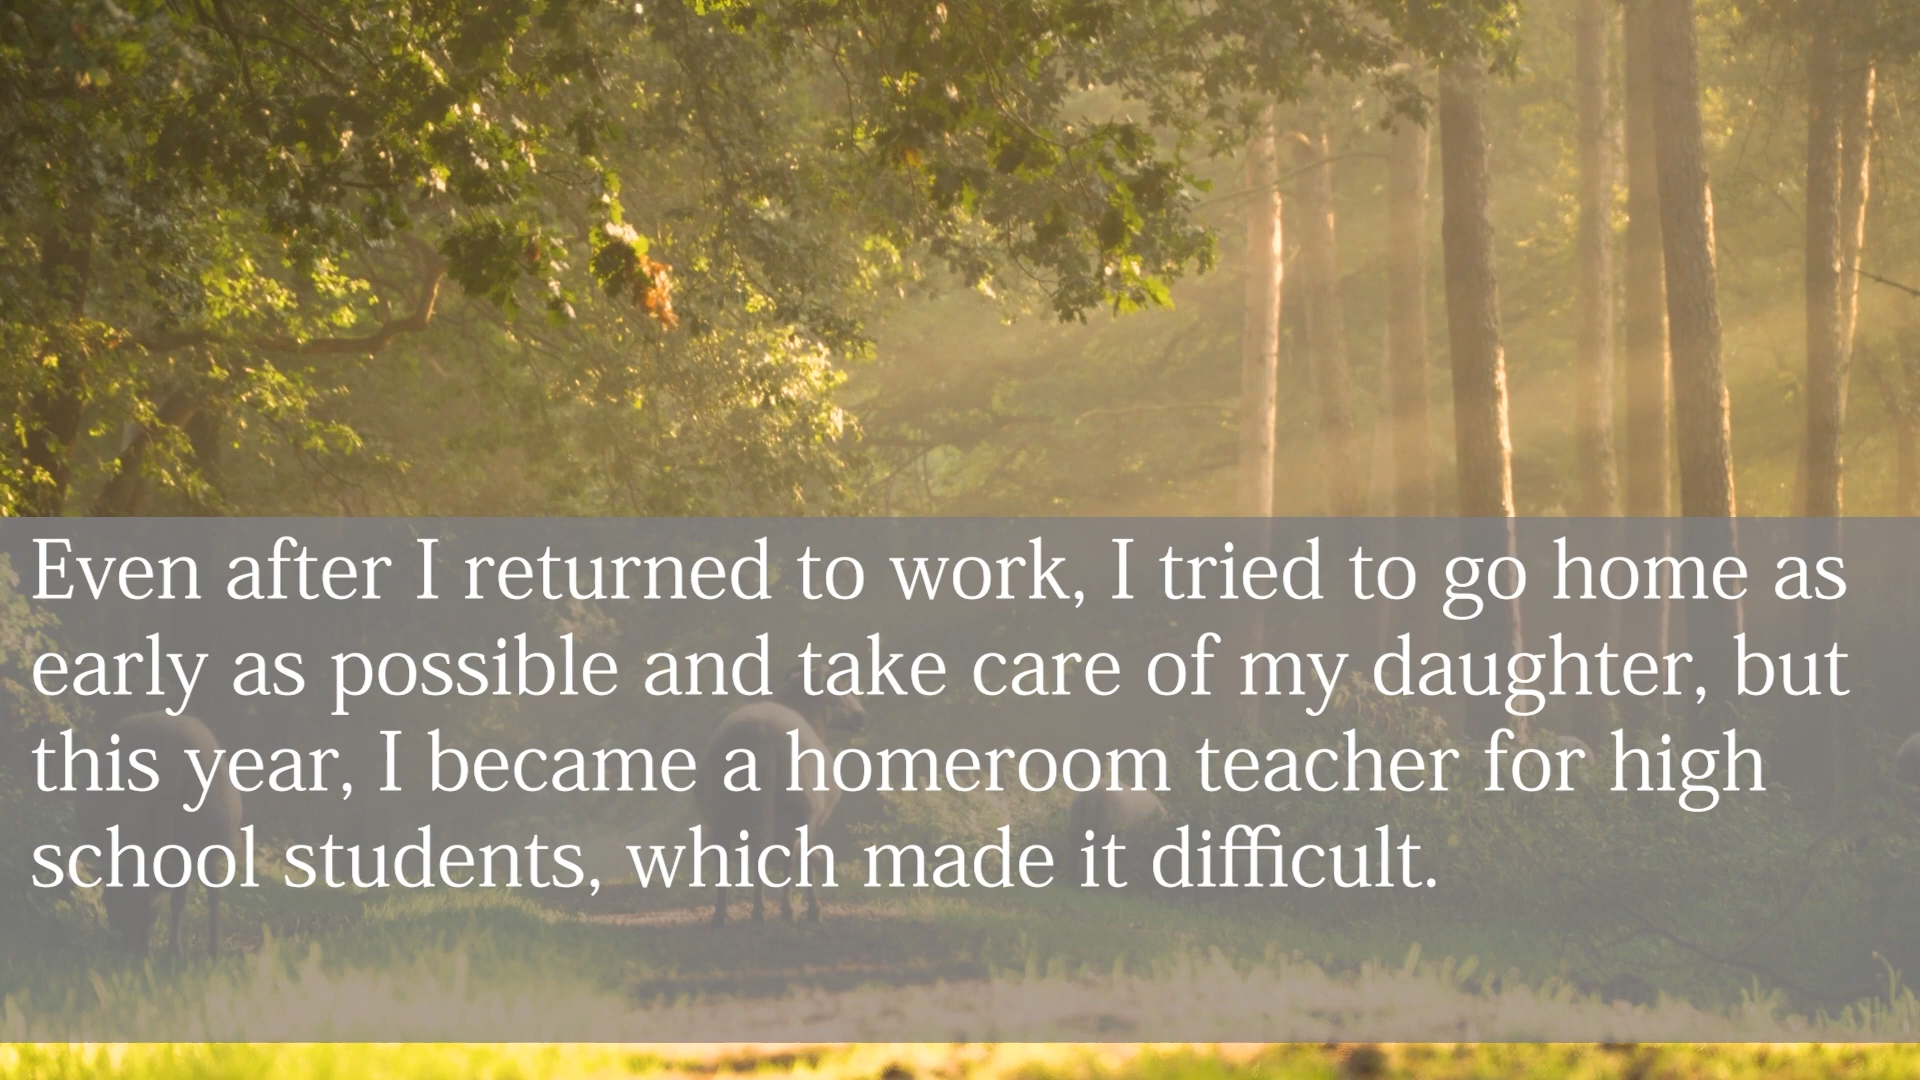 Even after I returned to work, I tried to go home as
early as possible and take care of my daughter, but
this year, I became a homeroom teacher for high
school students, which made it difficult.